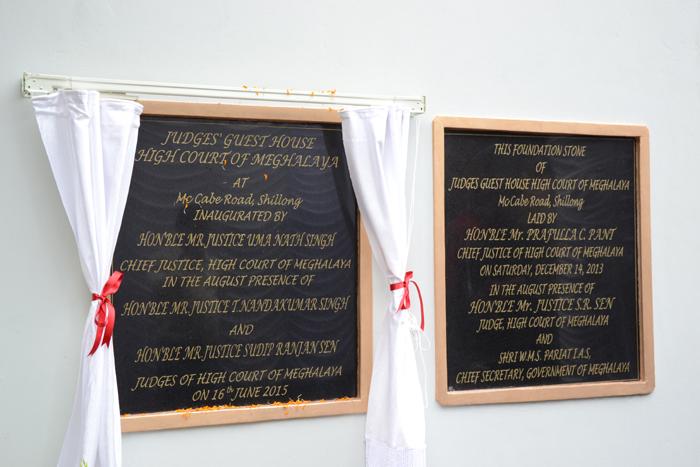 JUDGES' GUEST HOUSE
HIGH COURT OF MEGHALAYA
AT
Mc Cabe Road, Shillong
INAUGURATED BY
HON'BLE MR. JUSTICE UMA NATH SINGH
CHIEF JUSTICE, HIGH COURT OF MEGHALAYA
IN THE AUGUST PRESENCE OF
HON'BLE MR. JUSTICE T. NANDAKUMAR SINGH
AND
HON'BLE MR. JUSTICE SUDIP RANJAN SEN
JUDGES OF HIGH COURT OF MEGHALAYA
ON 16th JUNE 2015
THIS FOUNDATION STONE
OF
JUDGES GUEST HOUSE HIGH COURT OF MEGHALAYA
Mc Cabe Road, Shillong
LAID BY
HON'BLE Mr. PRAFULLA C. PANT
CHIEF JUSTICE OF HIGH COURT OF MEGHALAYA
ON SATURDAY, DECEMBER 14, 2013
IN THE AUGUST PRESENCE OF
HON'BLE Mr. JUSTICE S.R. SEN
JUDGE, HIGH COURT OF MEGHALAYA
AND
SHRI W.M.S. PARIAT I.A.S,
CHIEF SECRETARY, GOVERNMENT OF MEGHALAYA